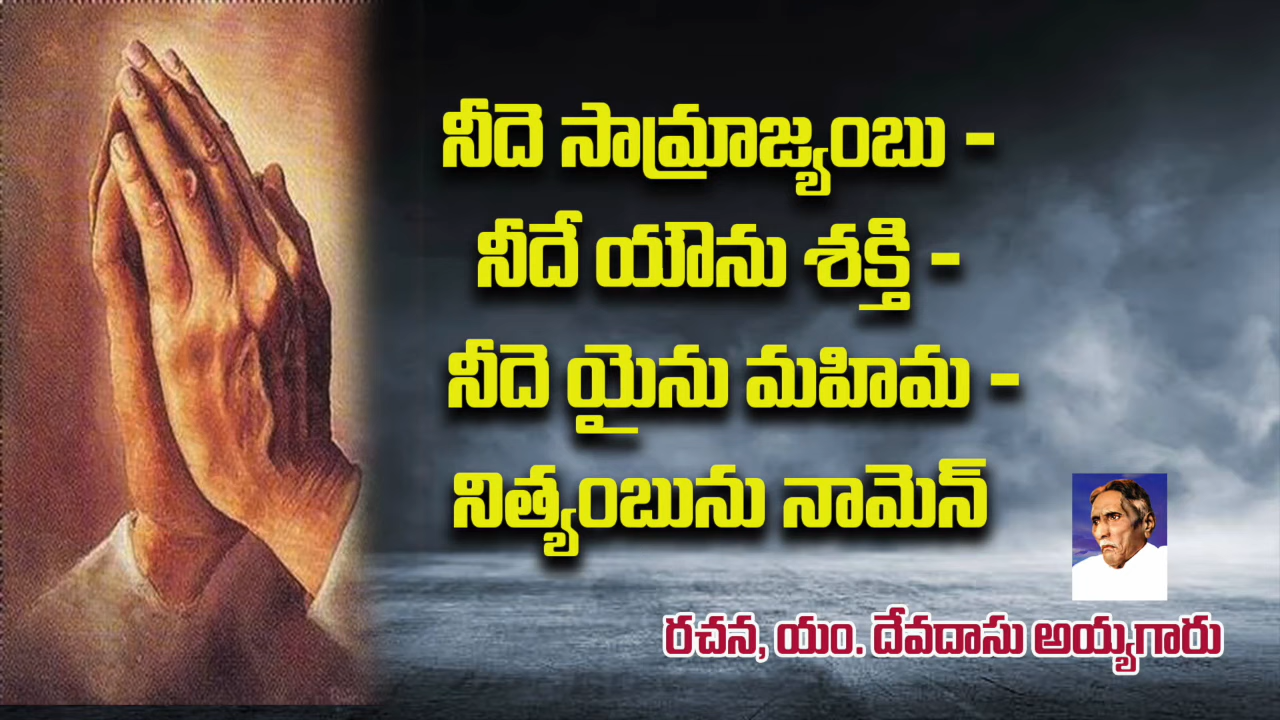 నీదె సామ్రాజ్యంబు -
నీదే యౌను శక్తి -
నీదె యైను మహిమ -
నిత్యంబును నామెన్
రచన, యం. దేవదాసు అయ్యగారు